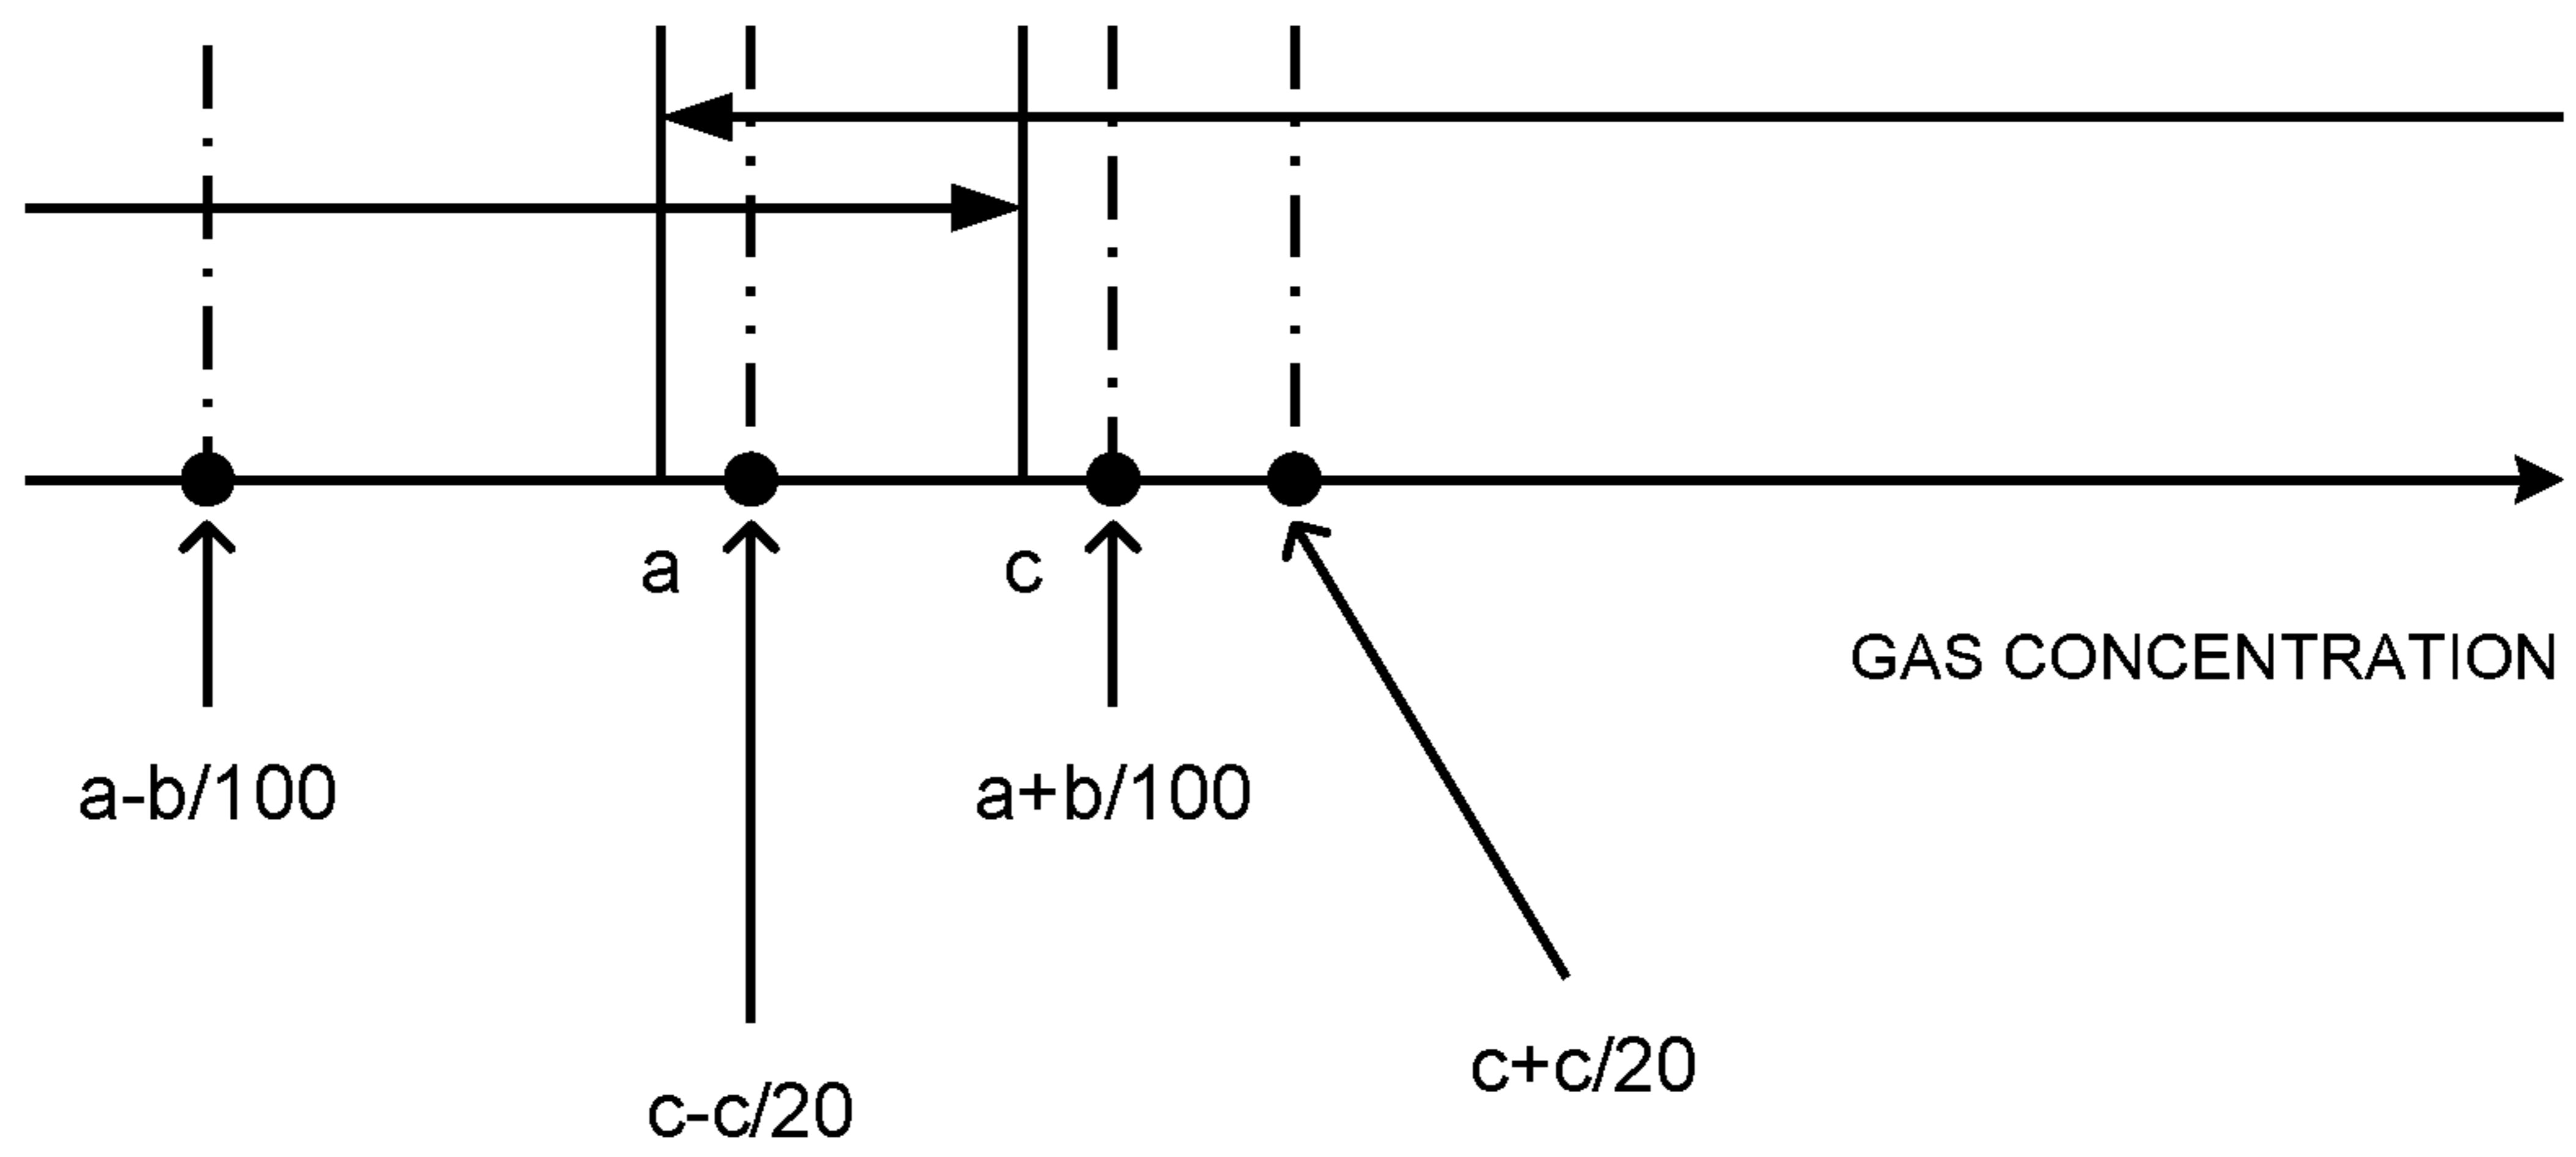 a
c
GAS CONCENTRATION
a-b/100
a+b/100
c+c/20
c-c/20